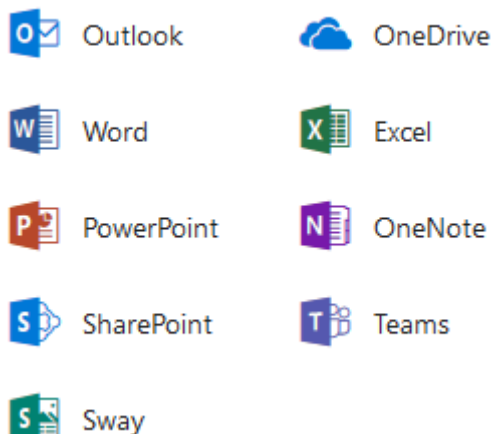 Outlook OneDrive
Word Excel
PowerPoint OneNote
SharePoint Teams
Sway